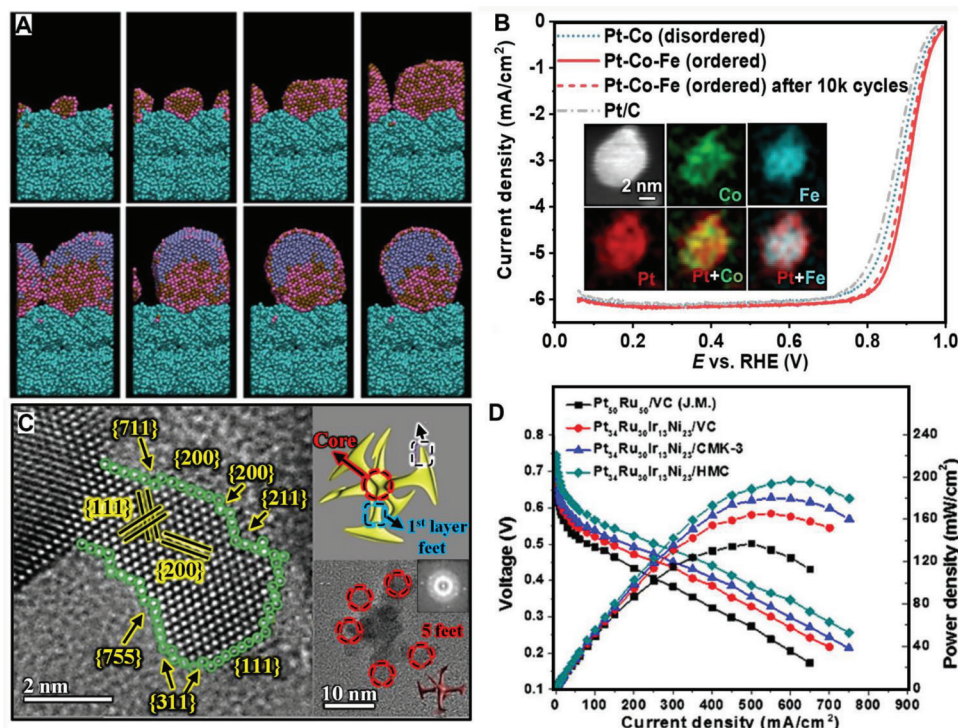 A
B
Pt-Co (disordered)
Pt-Co-Fe (ordered)
Pt-Co-Fe (ordered) after 10k cycles
Pt/C
2 nm
Co
Fe
Pt
Pt+Co
Pt+Fe
Current density (mA/cm²)
0
-1
-2
-3
-4
-5
-6
0.0 0.2 0.4 0.6 0.8 1.0
E vs. RHE (V)
C
{711}
{200}
{200}
{211}
{111}
{200}
{755}
{311}
{111}
2 nm
Core
1st layer
feet
5 feet
10 nm
D
Pt50Ru50/VC (J.M.)
Pt34Ru30Ir13Ni23/VC
Pt34Ru30Ir13Ni23/CMK-3
Pt34Ru30Ir13Ni23/HMC
Voltage (V)
0.8
0.7
0.6
0.5
0.4
0.3
0.2
0.1
240
200
160
120
80
40
0
Power density (mW/cm²)
0 100 200 300 400 500 600 700 800 900
Current density (mA/cm²)